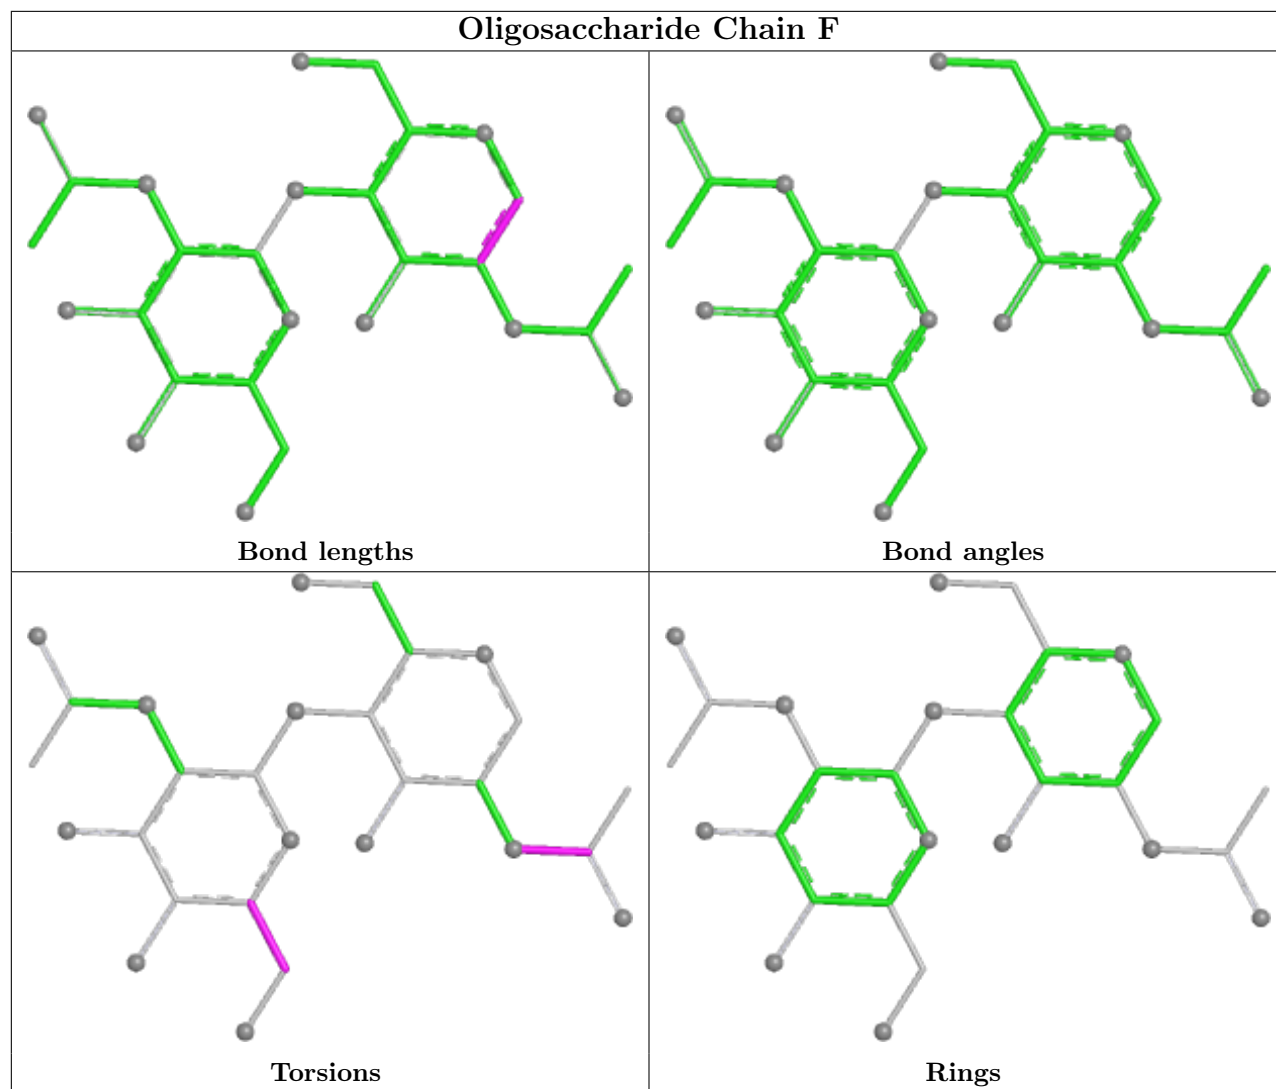 Oligosaccharide Chain F
Bond lengths
Bond angles
Torsions
Rings